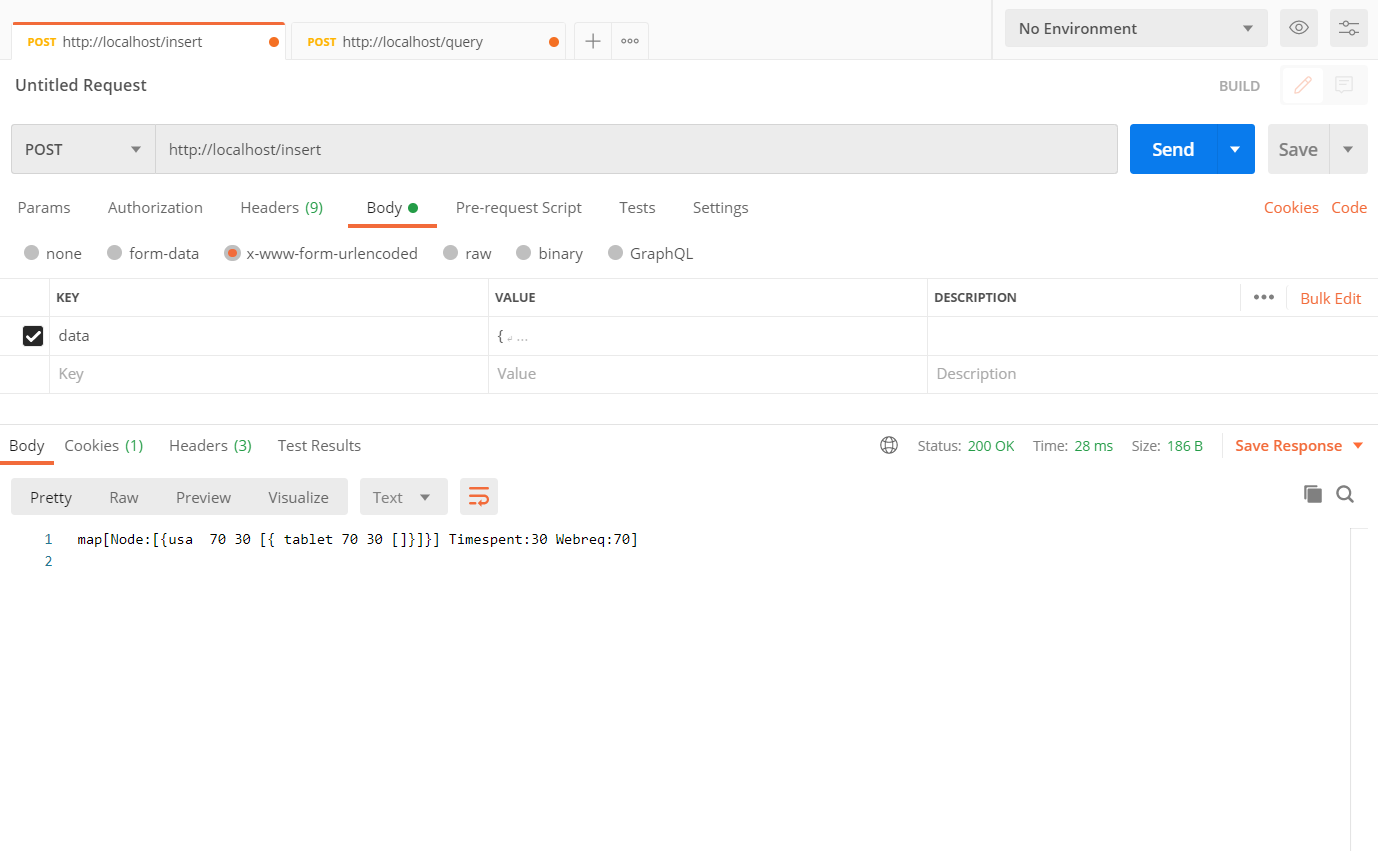 POST http://localhost/insert POST http://localhost/query No Environment
Untitled Request BUILD
POST http://localhost/insert Send Save
Params Authorization Headers (9) Body Pre-request Script Tests Settings Cookies Code
none form-data x-www-form-urlencoded raw binary GraphQL
KEY VALUE DESCRIPTION Bulk Edit
data {↲ ...
Key Value Description
Body Cookies (1) Headers (3) Test Results Status: 200 OK Time: 28 ms Size: 186 B Save Response
Pretty Raw Preview Visualize Text
1 map[Node:[{usa  70 30 [{ tablet 70 30 []}]}] Timespent:30 Webreq:70]
2